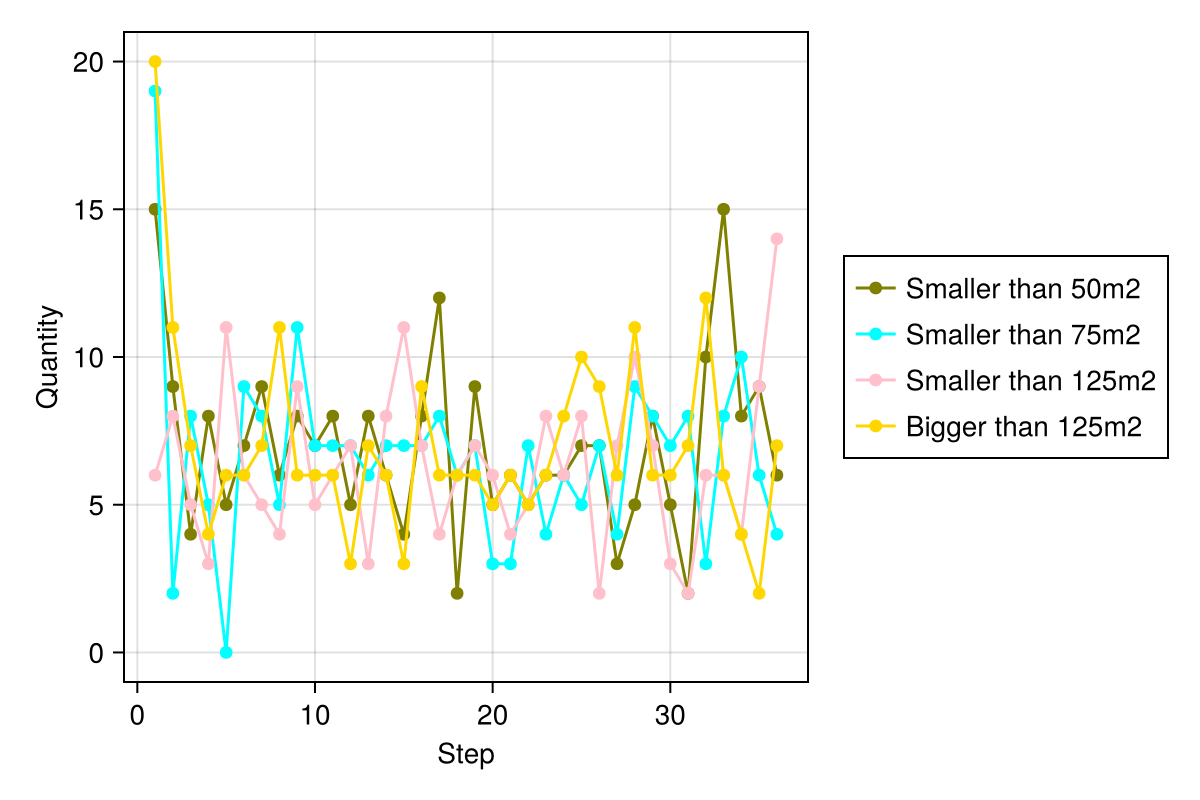 20
15
10
5
0
Quantity
0 10 20 30
Step
Smaller than 50m2
Smaller than 75m2
Smaller than 125m2
Bigger than 125m2